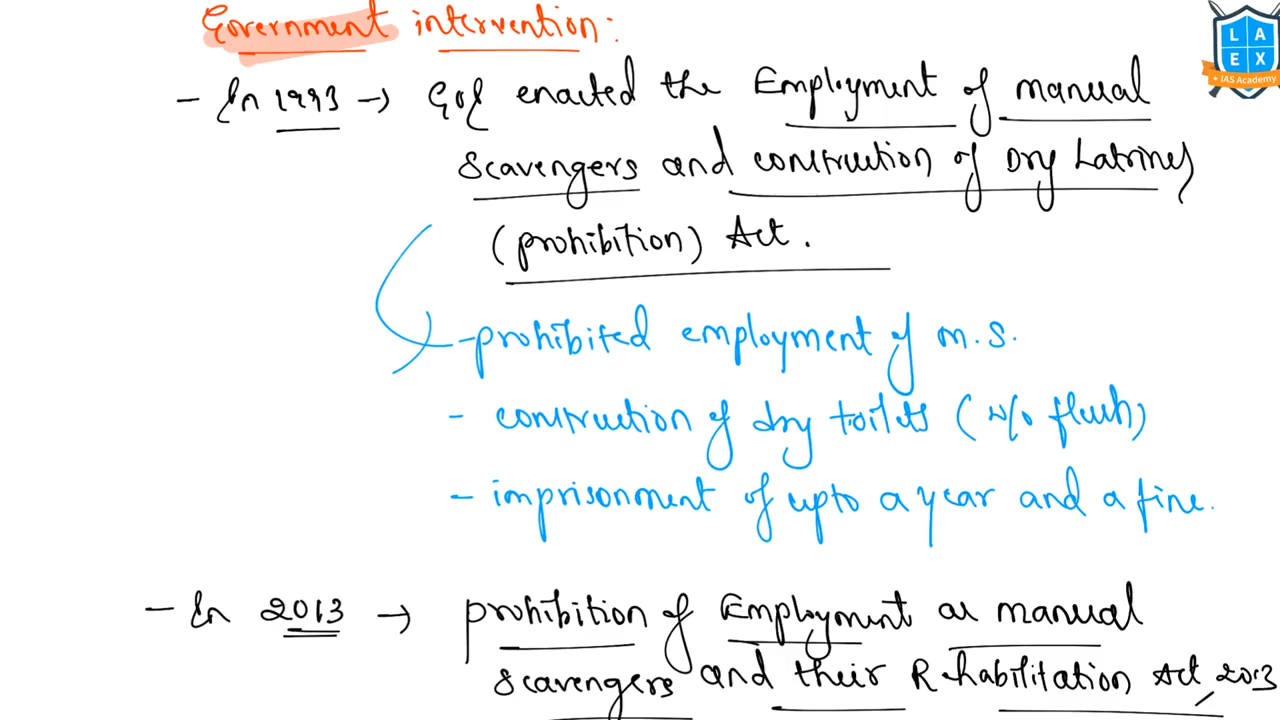 Government intervention:
L A
E X
IAS Academy
- In 1993 → GoI enacted the Employment of manual
scavengers and construction of Dry Latrines
(prohibition) Act.
- prohibited employment of m.s.
- construction of dry toilets (w/o flush)
- imprisonment of upto a year and a fine.
- In 2013 → prohibition of Employment as manual
scavengers and their Rehabilitation Act, 2013